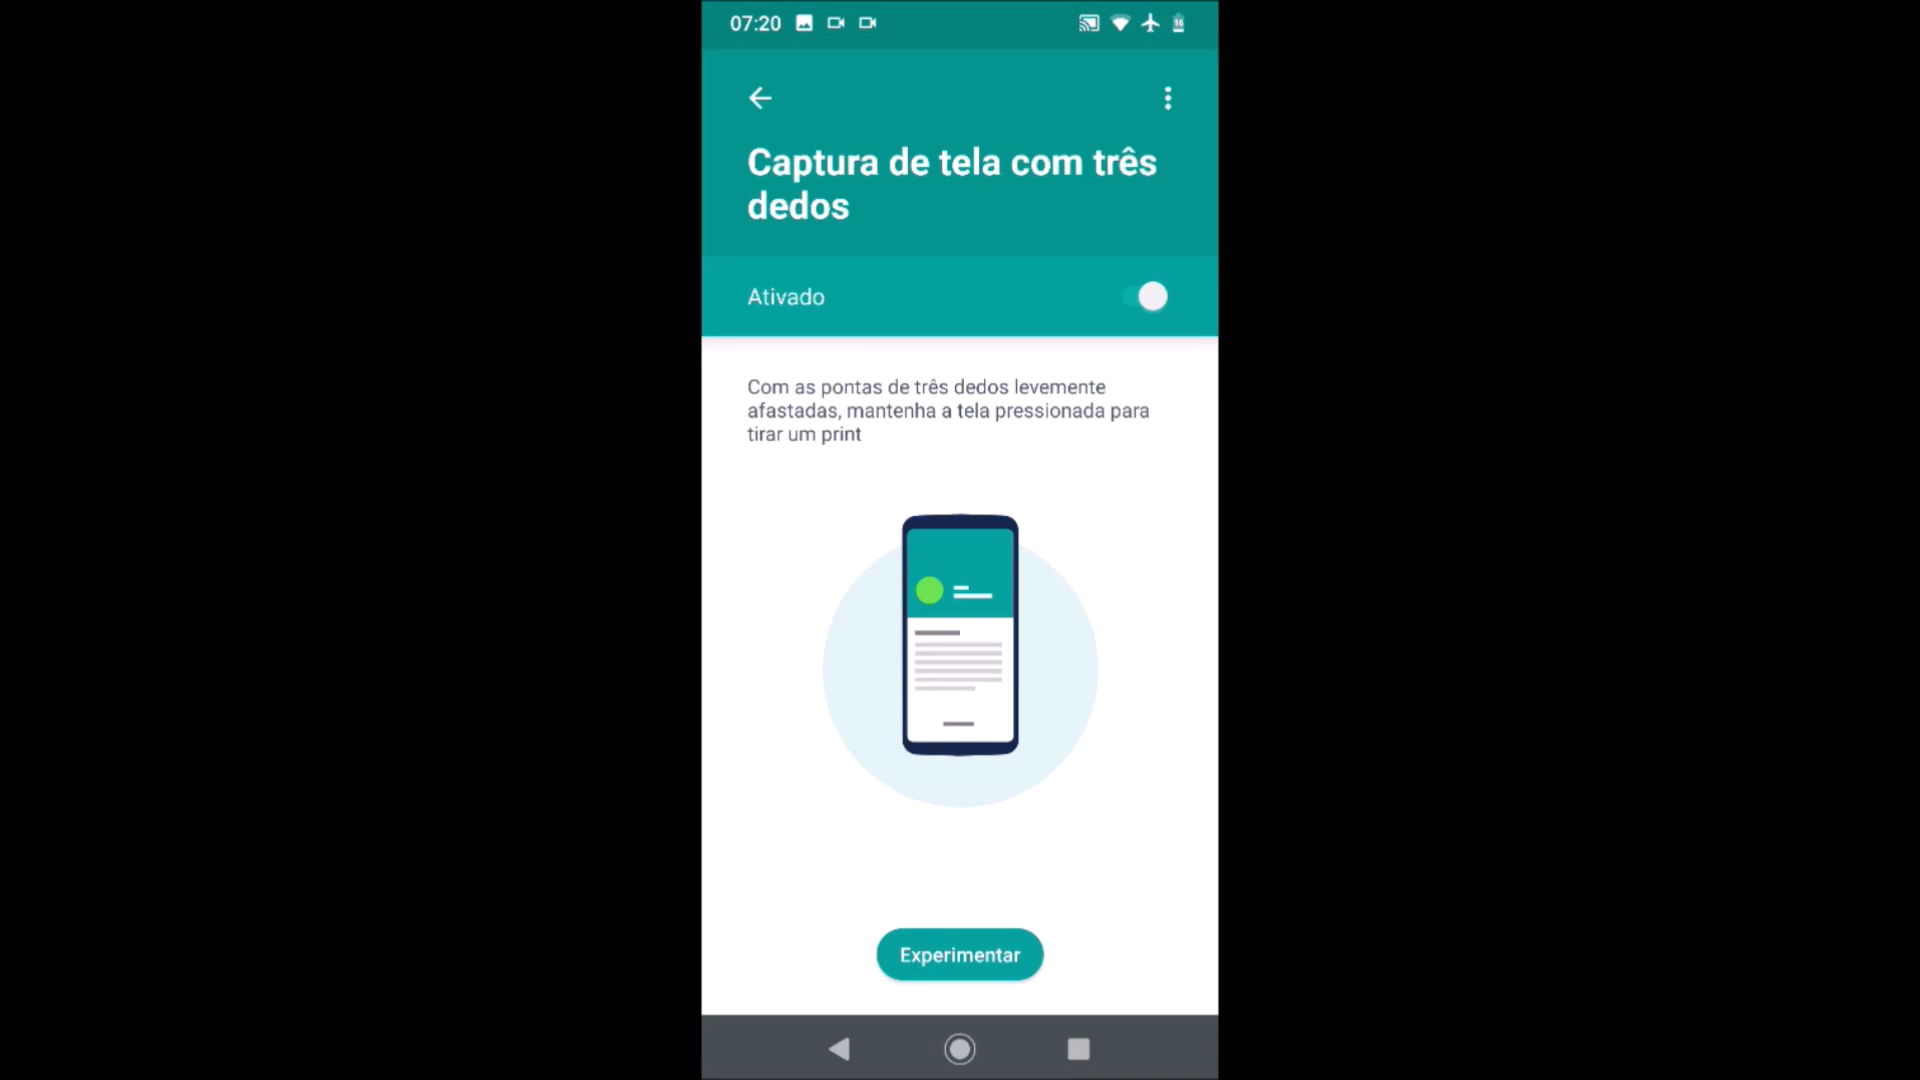 07:20
16
Captura de tela com três
dedos
Ativado
Com as pontas de três dedos levemente
afastadas, mantenha a tela pressionada para
tirar um print
Experimentar